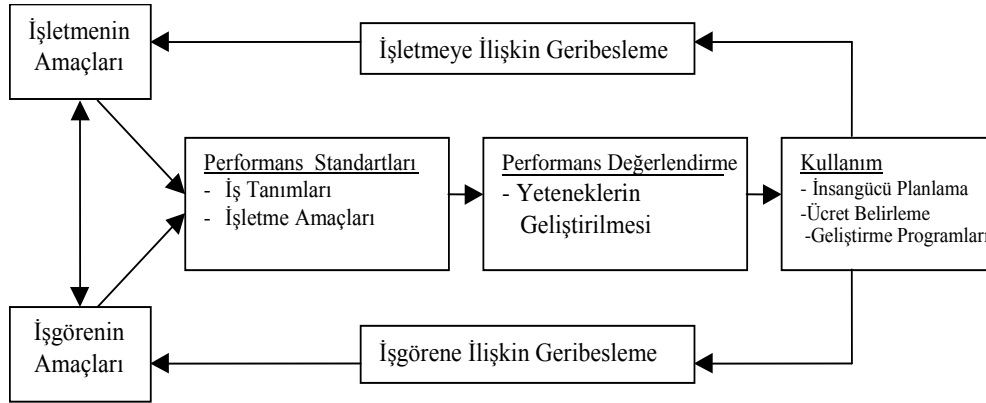 İşletmenin
Amaçları
İşletmeye İlişkin Geribesleme
Performans Standartları
- İş Tanımları
- İşletme Amaçları
Performans Değerlendirme
- Yeteneklerin
Geliştirilmesi
Kullanım
- İnsangücü Planlama
-Ücret Belirleme
-Geliştirme Programları
İşgörenin
Amaçları
İşgörene İlişkin Geribesleme